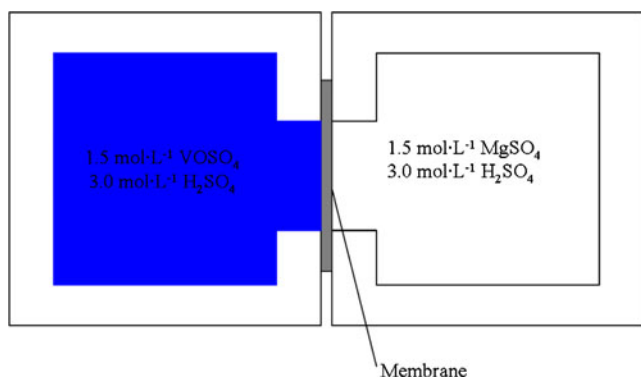 1.5 mol·L⁻¹ VOSO₄
3.0 mol·L⁻¹ H₂SO₄
1.5 mol·L⁻¹ MgSO₄
3.0 mol·L⁻¹ H₂SO₄
Membrane